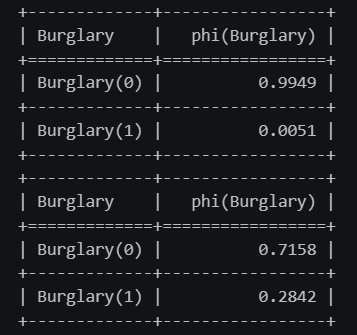 +-------------+-----------------+
| Burglary    |   phi(Burglary) |
+=============+=================+
| Burglary(0) |          0.9949 |
+-------------+-----------------+
| Burglary(1) |          0.0051 |
+-------------+-----------------+
+-------------+-----------------+
| Burglary    |   phi(Burglary) |
+=============+=================+
| Burglary(0) |          0.7158 |
+-------------+-----------------+
| Burglary(1) |          0.2842 |
+-------------+-----------------+